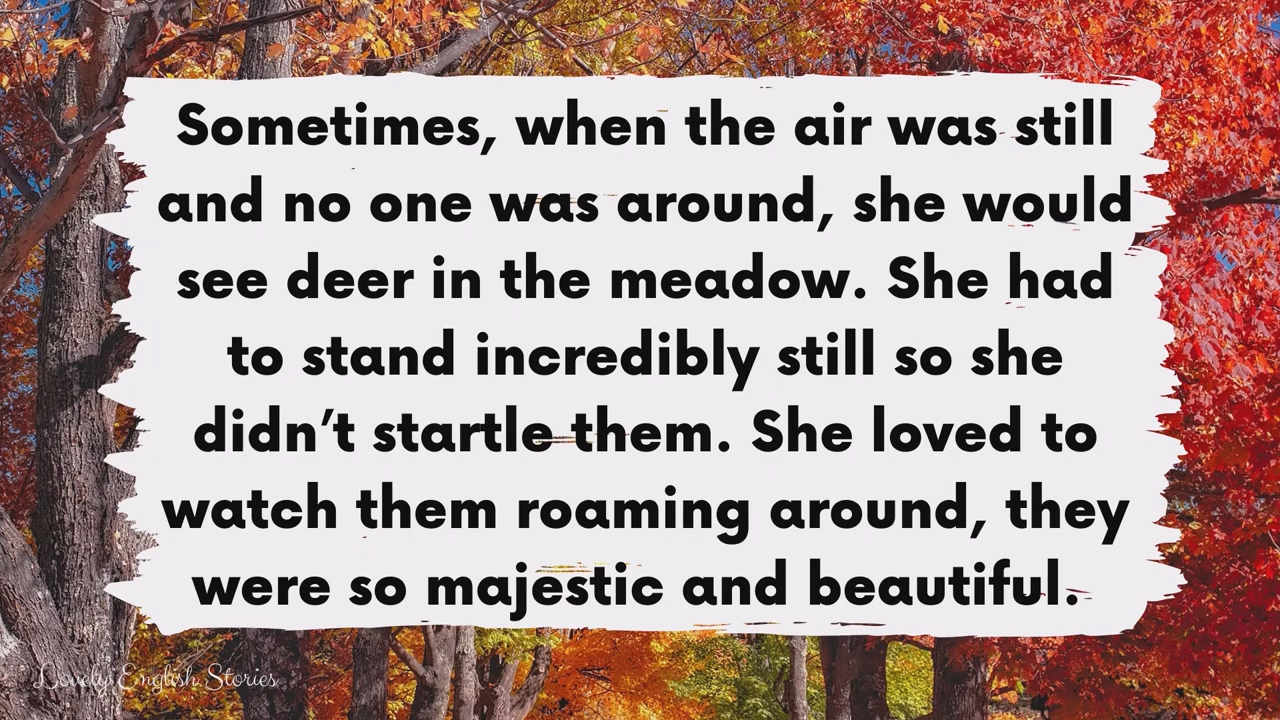 Sometimes, when the air was still
and no one was around, she would
see deer in the meadow. She had
to stand incredibly still so she
didn’t startle them. She loved to
watch them roaming around, they
were so majestic and beautiful.
Lovely English Stories